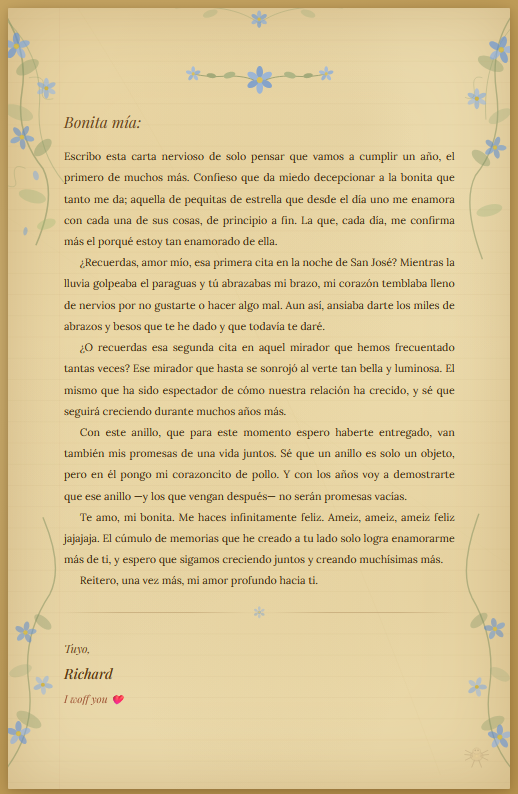 Bonita mía:
Escribo esta carta nervioso de solo pensar que vamos a cumplir un año, el
primero de muchos más. Confieso que da miedo decepcionar a la bonita que
tanto me da; aquella de pequitas de estrella que desde el día uno me enamora
con cada una de sus cosas, de principio a fin. La que, cada día, me confirma
más el porqué estoy tan enamorado de ella.
¿Recuerdas, amor mío, esa primera cita en la noche de San José? Mientras la
lluvia golpeaba el paraguas y tú abrazabas mi brazo, mi corazón temblaba lleno
de nervios por no gustarte o hacer algo mal. Aun así, ansiaba darte los miles de
abrazos y besos que te he dado y que todavía te daré.
¿O recuerdas esa segunda cita en aquel mirador que hemos frecuentado
tantas veces? Ese mirador que hasta se sonrojó al verte tan bella y luminosa. El
mismo que ha sido espectador de cómo nuestra relación ha crecido, y sé que
seguirá creciendo durante muchos años más.
Con este anillo, que para este momento espero haberte entregado, van
también mis promesas de una vida juntos. Sé que un anillo es solo un objeto,
pero en él pongo mi corazoncito de pollo. Y con los años voy a demostrarte
que ese anillo —y los que vengan después— no serán promesas vacías.
Te amo, mi bonita. Me haces infinitamente feliz. Ameiz, ameiz, ameiz feliz
jajajaja. El cúmulo de memorias que he creado a tu lado solo logra enamorarme
más de ti, y espero que sigamos creciendo juntos y creando muchísimas más.
Reitero, una vez más, mi amor profundo hacia ti.
Tuyo,
Richard
I woff you 💕